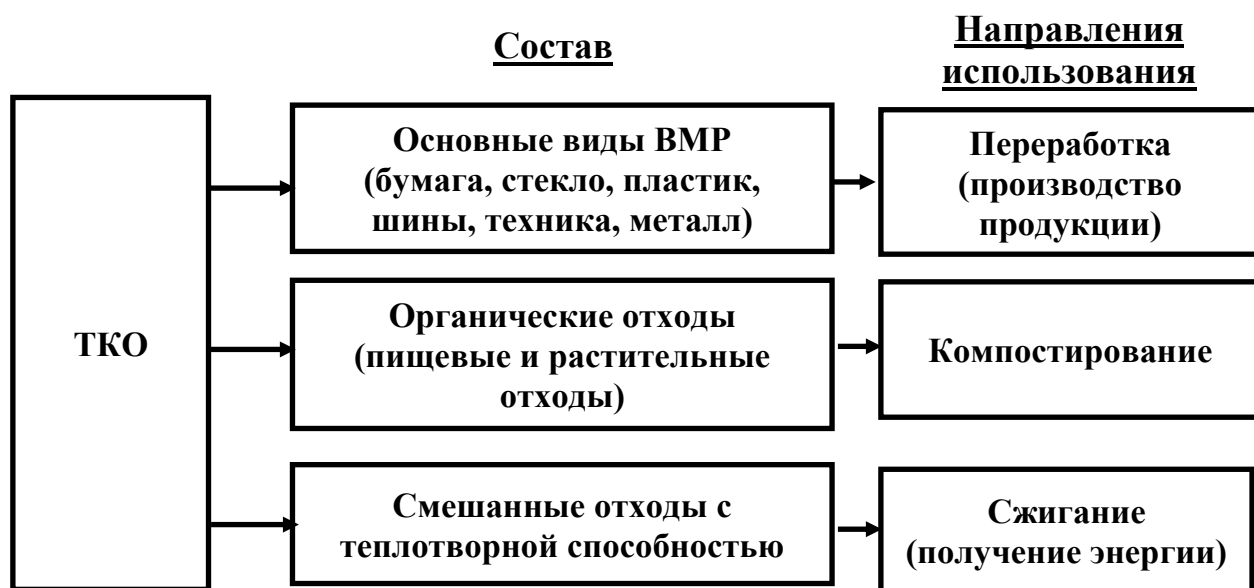 Состав
Направления
использования
ТКО
Основные виды ВМР
(бумага, стекло, пластик,
шины, техника, металл)
Переработка
(производство
продукции)
Органические отходы
(пищевые и растительные
отходы)
Компостирование
Смешанные отходы с
теплотворной способностью
Сжигание
(получение энергии)